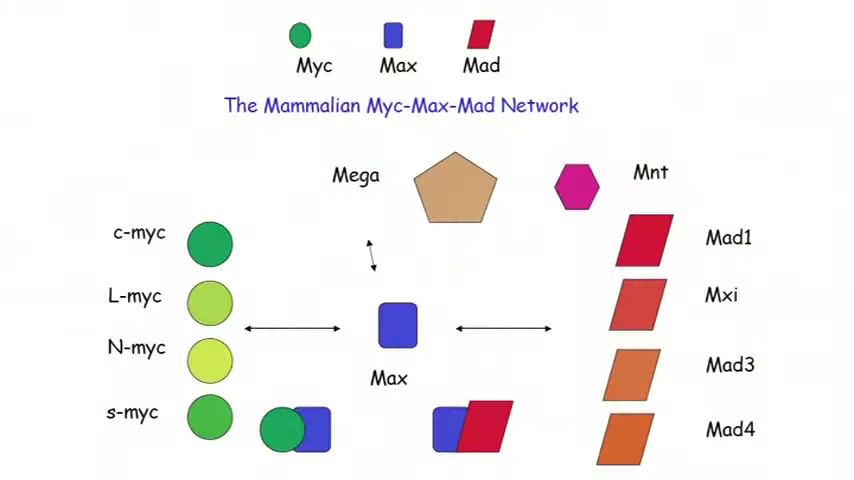 Myc Max Mad
The Mammalian Myc-Max-Mad Network
Mega
Mnt
c-myc
Mad1
L-myc
Mxi
N-myc
Mad3
Max
s-myc
Mad4